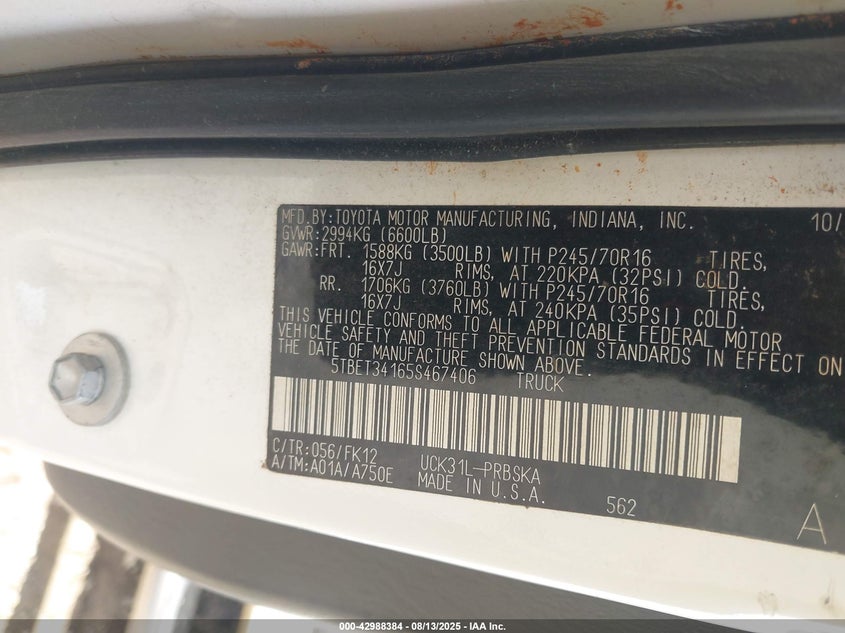 MFD.BY:TOYOTA MOTOR MANUFACTURING, INDIANA, INC. 10/
GVWR:2994KG (6600LB)
GAWR:FRT. 1588KG (3500LB) WITH P245/70R16 TIRES,
16X7J RIMS, AT 220KPA (32PSI) COLD.
RR. 1706KG (3760LB) WITH P245/70R16 TIRES,
16X7J RIMS, AT 240KPA (35PSI) COLD.
THIS VEHICLE CONFORMS TO ALL APPLICABLE FEDERAL MOTOR
VEHICLE SAFETY AND THEFT PREVENTION STANDARDS IN EFFECT ON
THE DATE OF MANUFACTURE SHOWN ABOVE.
5TBET34165S467406 TRUCK
C/TR:056/FK12 UCK31L-PRBSKA
A/TM:A01A/A750E MADE IN U.S.A. 562 A
000-42988384 - 08/13/2025 - IAA Inc.